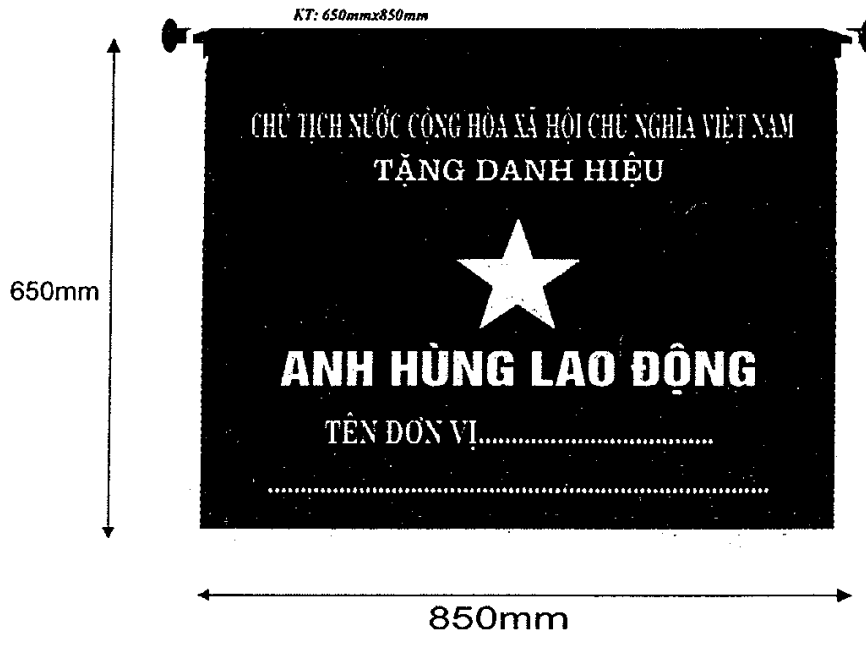 KT: 650mmx850mm
CHỦ TỊCH NƯỚC CỘNG HÒA XÃ HỘI CHỦ NGHĨA VIỆT NAM
TẶNG DANH HIỆU
650mm
ANH HÙNG LAO ĐỘNG
TÊN ĐƠN VỊ....................................
............................................................................
850mm